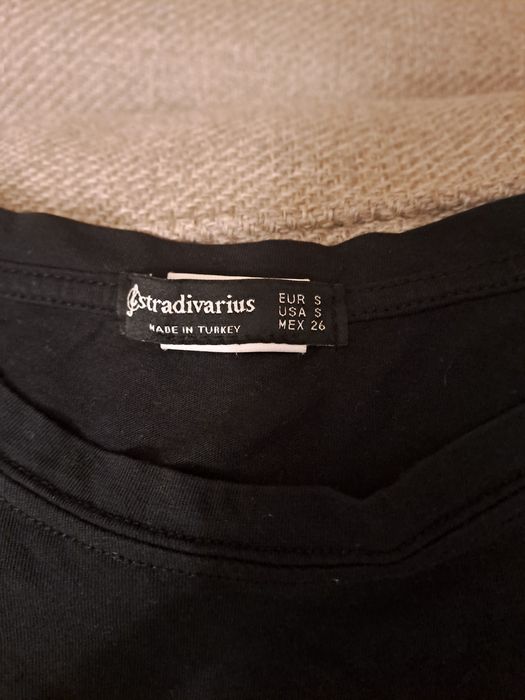 stradivarius
MADE IN TURKEY
EUR S
USA S
MEX 26